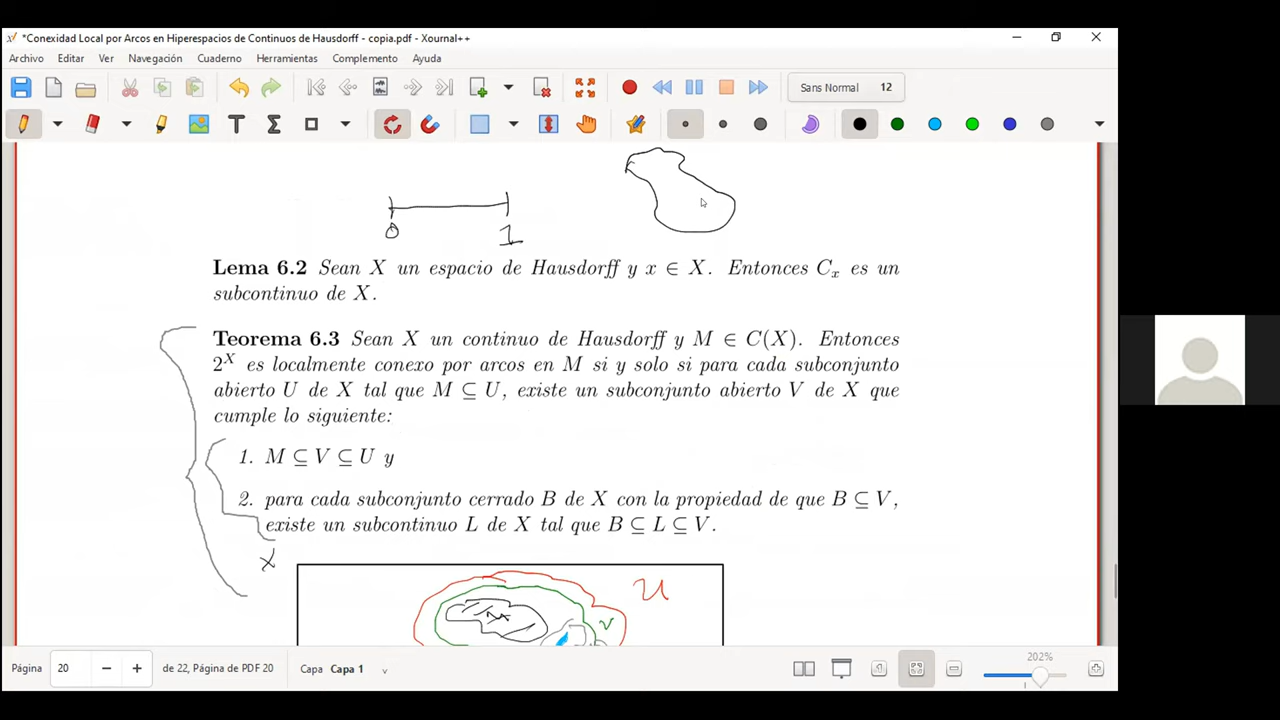 *Conexidad Local por Arcos en Hiperespacios de Continuos de Hausdorff - copia.pdf - Xournal++
Archivo Editar Ver Navegación Cuaderno Herramientas Complemento Ayuda
Sans Normal 12
0 1
Lema 6.2 Sean X un espacio de Hausdorff y x ∈ X. Entonces Cₓ es un
subcontinuo de X.
Teorema 6.3 Sean X un continuo de Hausdorff y M ∈ C(X). Entonces
2^X es localmente conexo por arcos en M si y solo si para cada subconjunto
abierto U de X tal que M ⊆ U, existe un subconjunto abierto V de X que
cumple lo siguiente:
1. M ⊆ V ⊆ U y
2. para cada subconjunto cerrado B de X con la propiedad de que B ⊆ V,
existe un subcontinuo L de X tal que B ⊆ L ⊆ V.
X
U
V
Página 20 de 22, Página de PDF 20 Capa Capa 1 202%